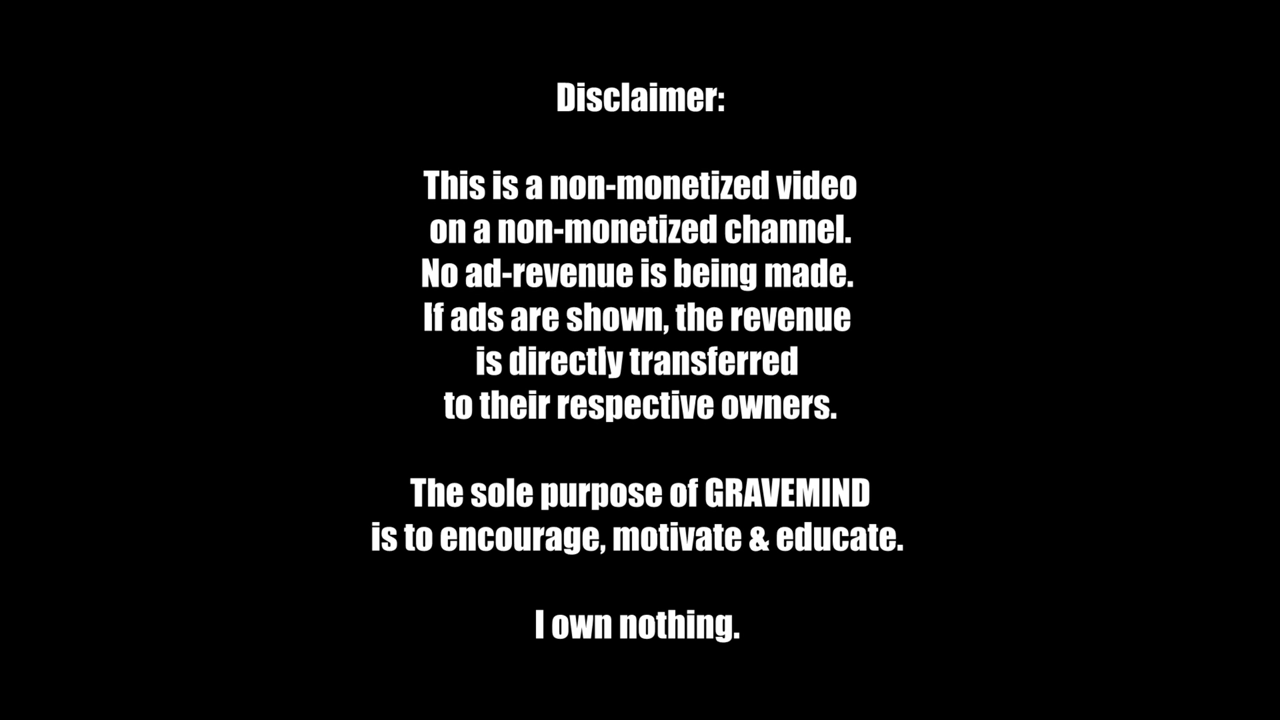 Disclaimer:
This is a non-monetized video
on a non-monetized channel.
No ad-revenue is being made.
If ads are shown, the revenue
is directly transferred
to their respective owners.
The sole purpose of GRAVEMIND
is to encourage, motivate & educate.
I own nothing.